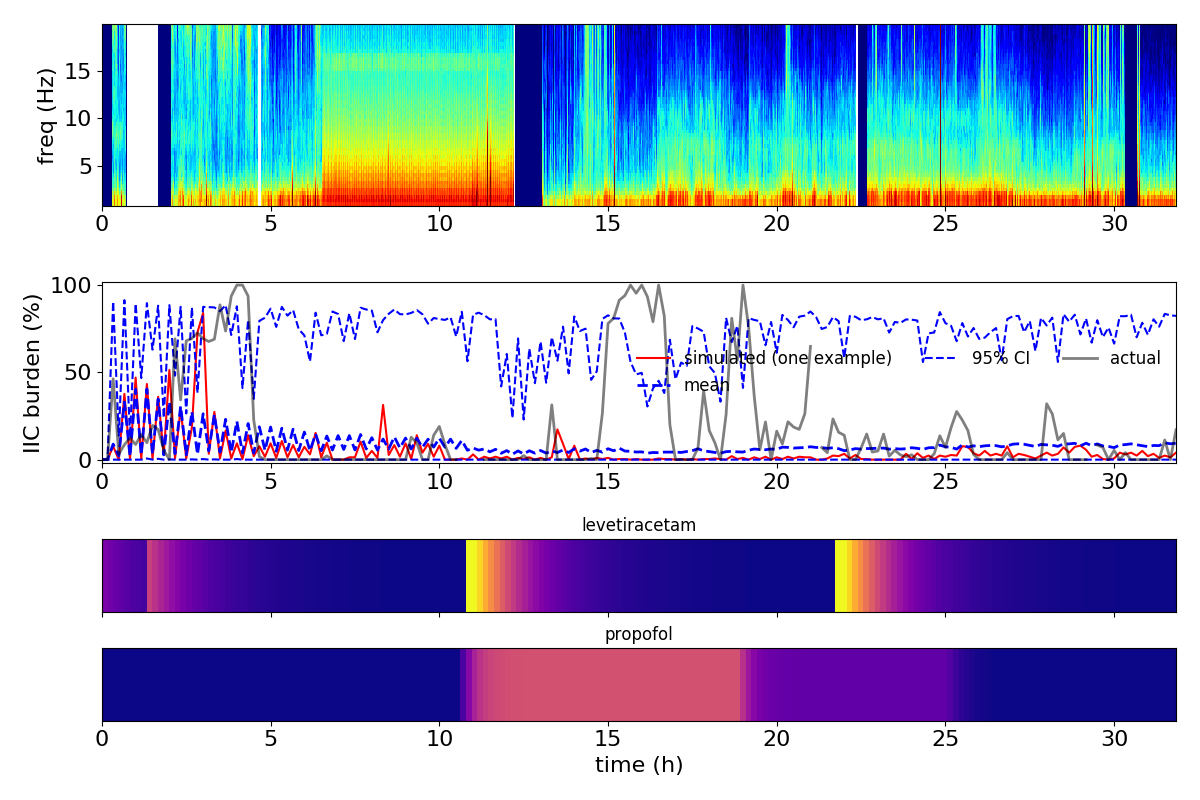 freq (Hz)
15
10
5
0 5 10 15 20 25 30
IIC burden (%)
100
50
0
simulated (one example) 95% CI actual
mean
0 5 10 15 20 25 30
levetiracetam
propofol
0 5 10 15 20 25 30
time (h)